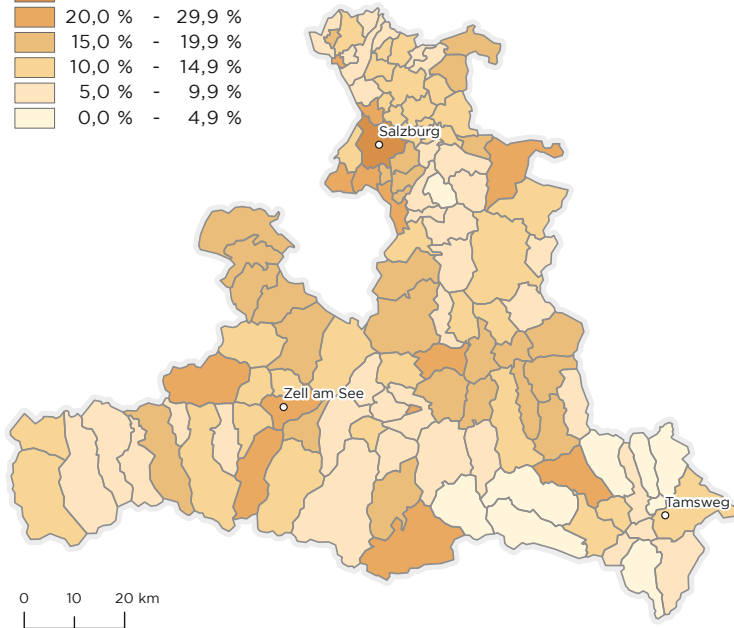 20,0 % - 29,9 %
15,0 % - 19,9 %
10,0 % - 14,9 %
5,0 % - 9,9 %
0,0 % - 4,9 %
Salzburg
Zell am See
Tamsweg
0 10 20 km